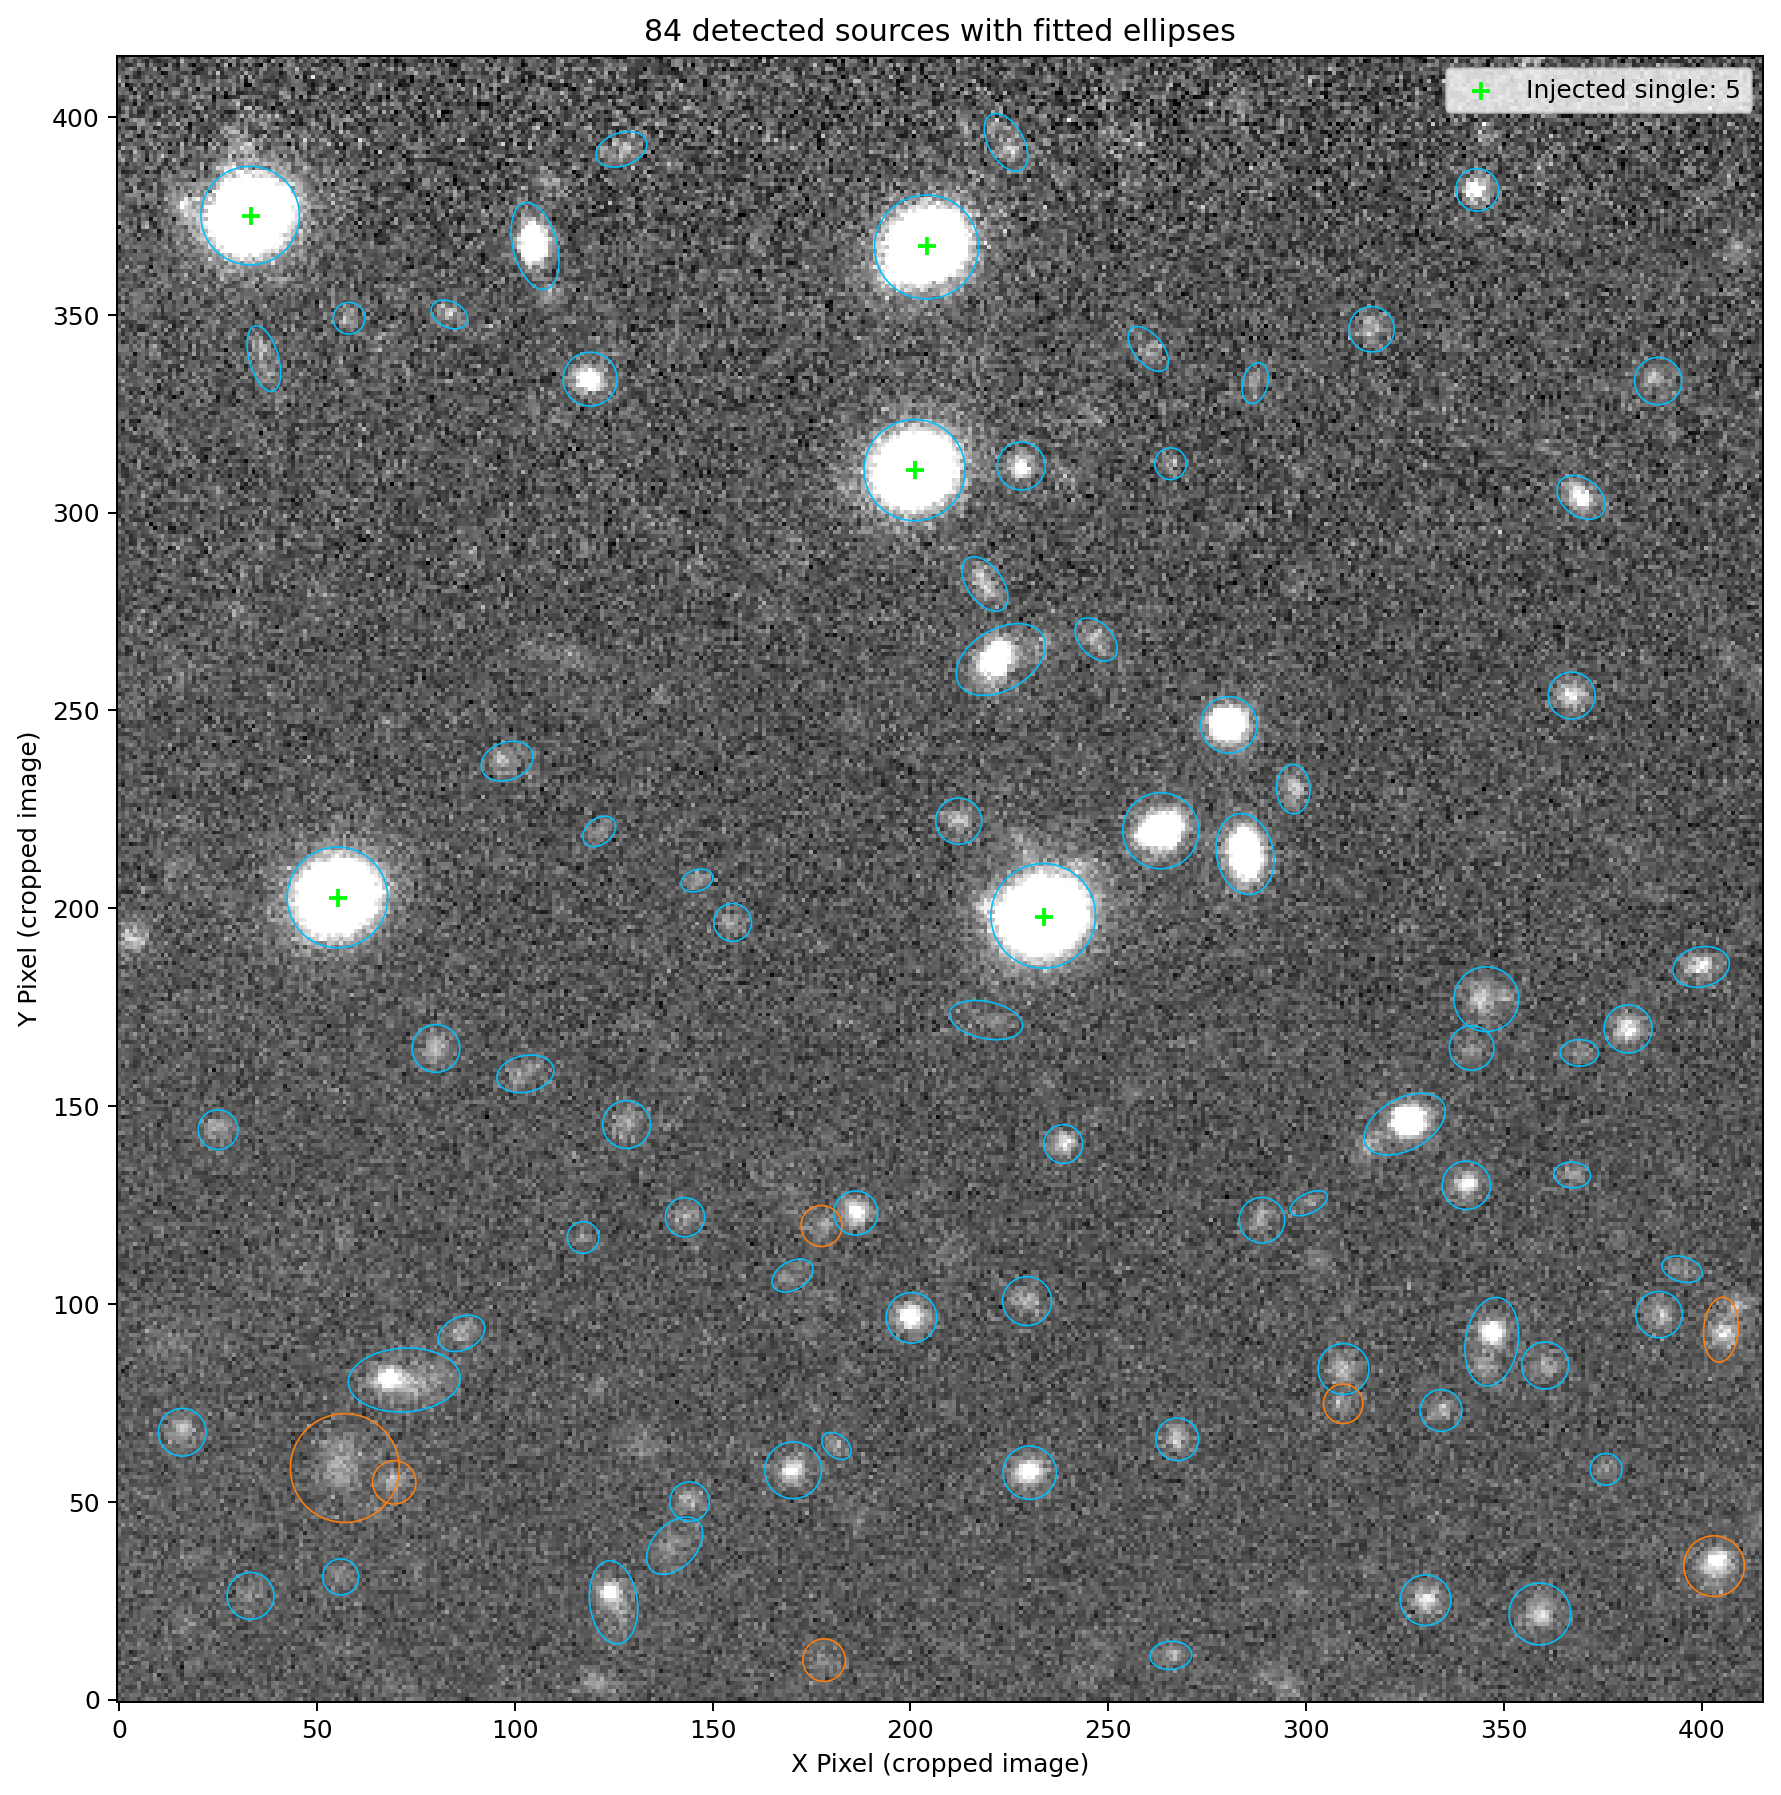 84 detected sources with fitted ellipses
Injected single: 5
400
350
300
250
200
150
100
50
0
Y Pixel (cropped image)
0 50 100 150 200 250 300 350 400
X Pixel (cropped image)